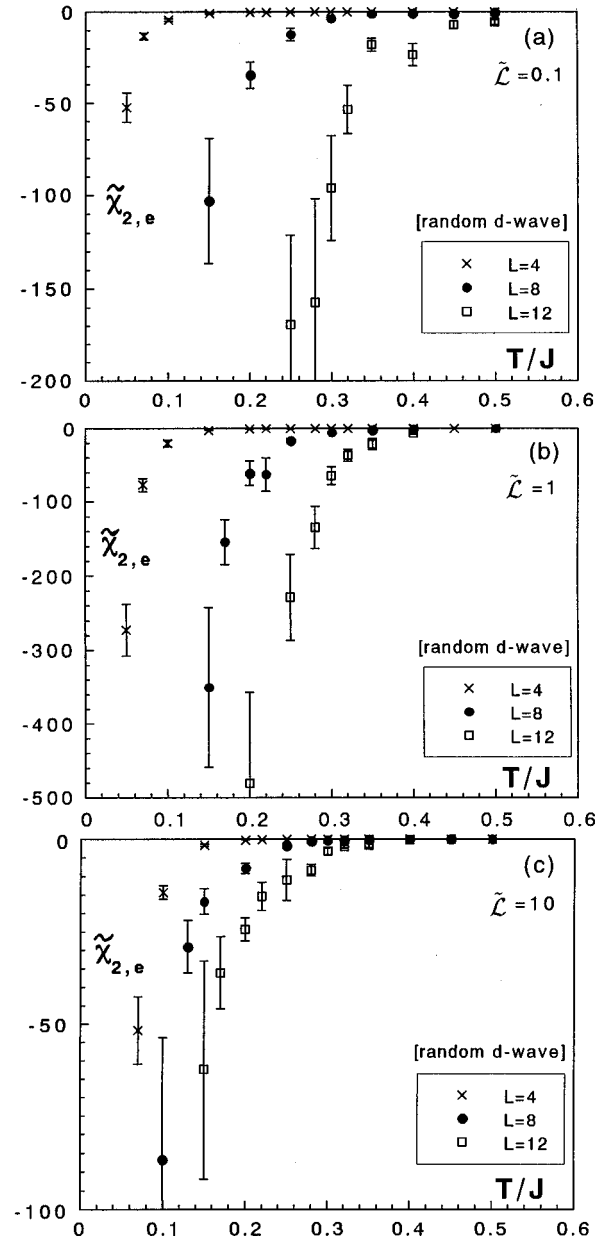 0
(a)
ℒ̃ =0.1
-50
χ̃₂,ₑ
-100
[random d-wave]
× L=4
● L=8
□ L=12
-150
T/J
-200
0 0.1 0.2 0.3 0.4 0.5 0.6
0
(b)
ℒ̃ =1
-100
χ̃₂,ₑ
-200
-300
[random d-wave]
× L=4
● L=8
□ L=12
-400
T/J
-500
0 0.1 0.2 0.3 0.4 0.5 0.6
0
(c)
ℒ̃ =10
χ̃₂,ₑ
-50
[random d-wave]
× L=4
● L=8
□ L=12
T/J
-100
0 0.1 0.2 0.3 0.4 0.5 0.6